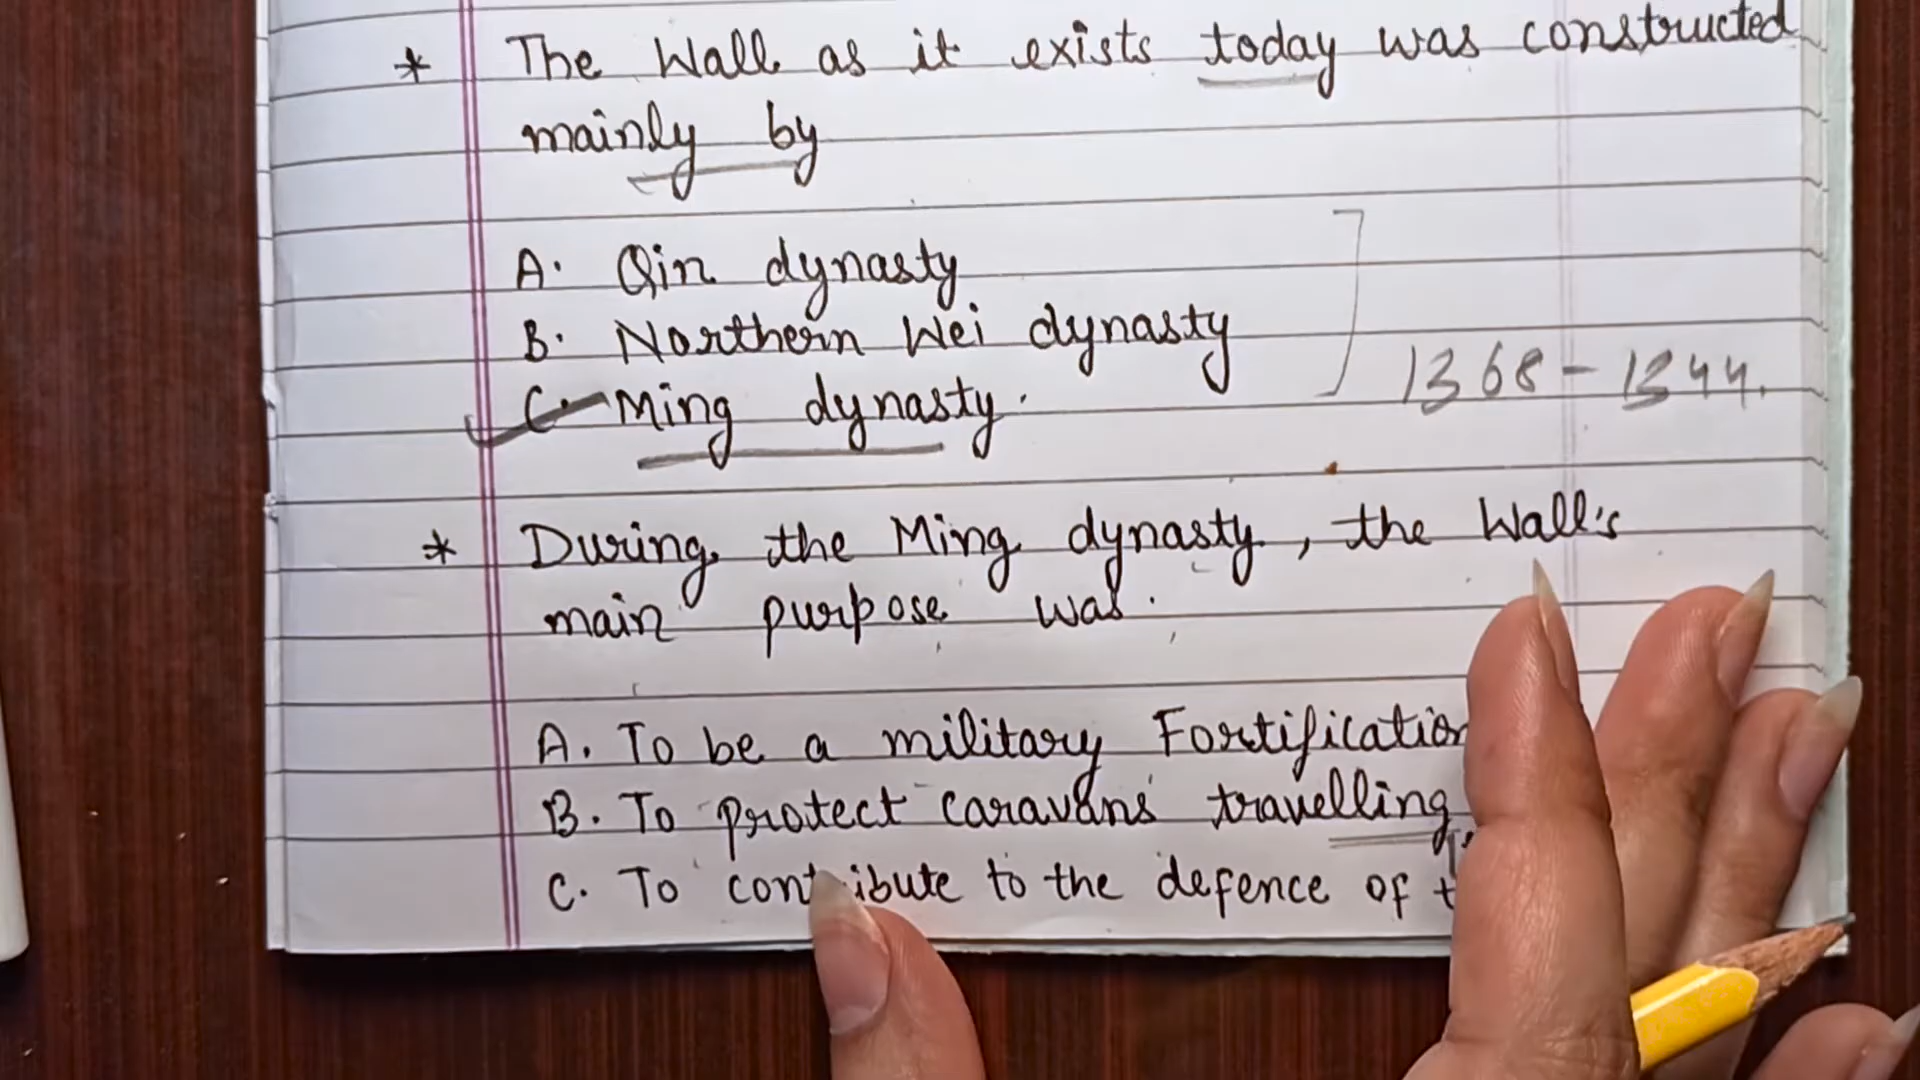 * The Wall as it exists today was constructed
mainly by
A. Qin dynasty
B. Northern Wei dynasty
C. Ming dynasty.
1368-1344.
* During the Ming dynasty, the Wall's
main purpose was.
A. To be a military Fortification
B. To protect caravans travelling
C. To contribute to the defence of